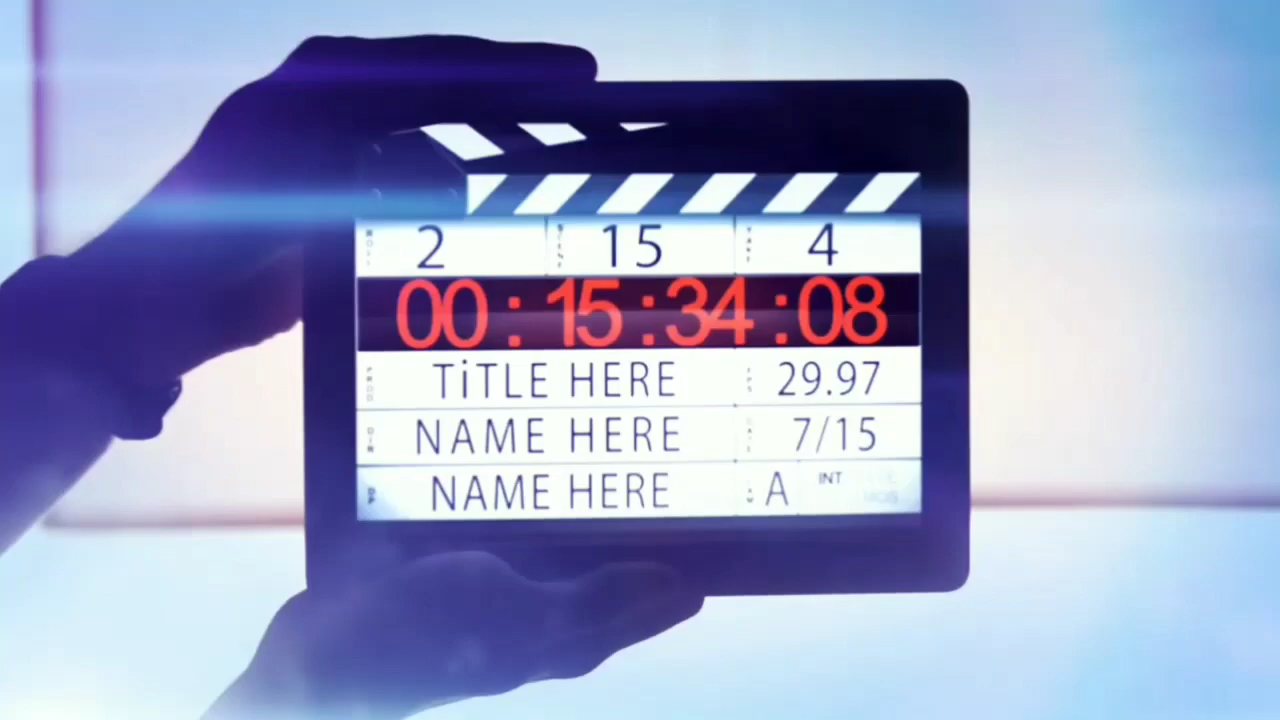 2 15 4
00:15:34:08
TiTLE HERE 29.97
NAME HERE 7/15
NAME HERE A INT